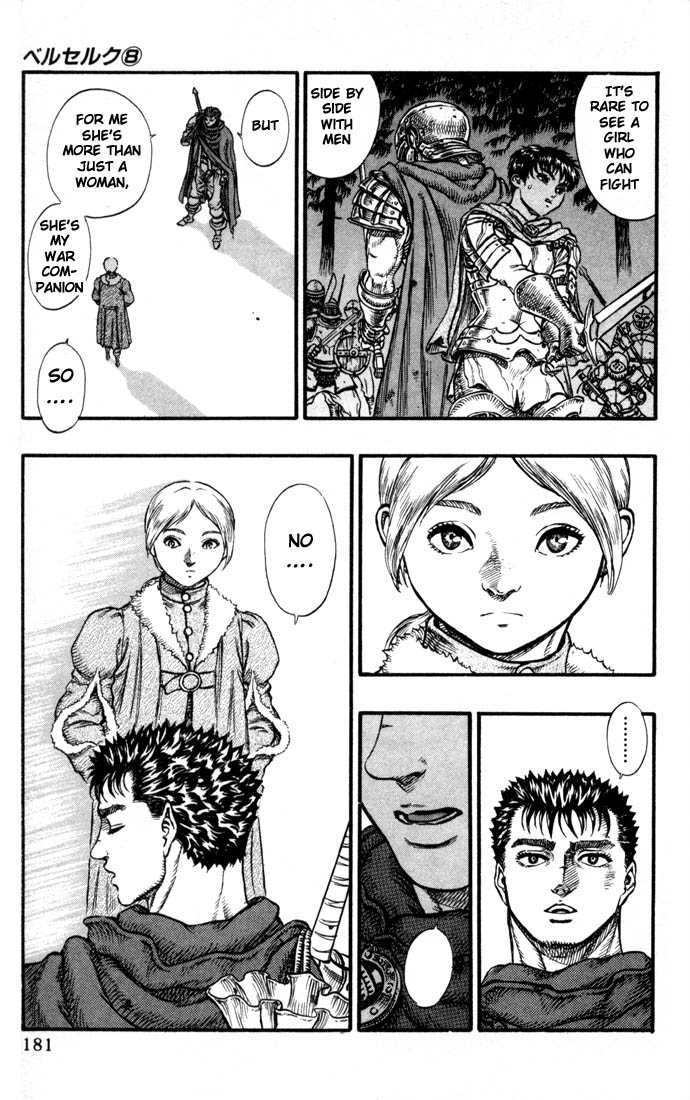 ベルセルク⑧
IT'S
RARE TO
SEE A
GIRL
WHO
CAN
FIGHT
SIDE BY
SIDE
WITH
MEN
BUT
FOR ME
SHE'S
MORE THAN
JUST A
WOMAN,
SHE'S
MY
WAR
COM-
PANION
SO
....
NO
....
........
181